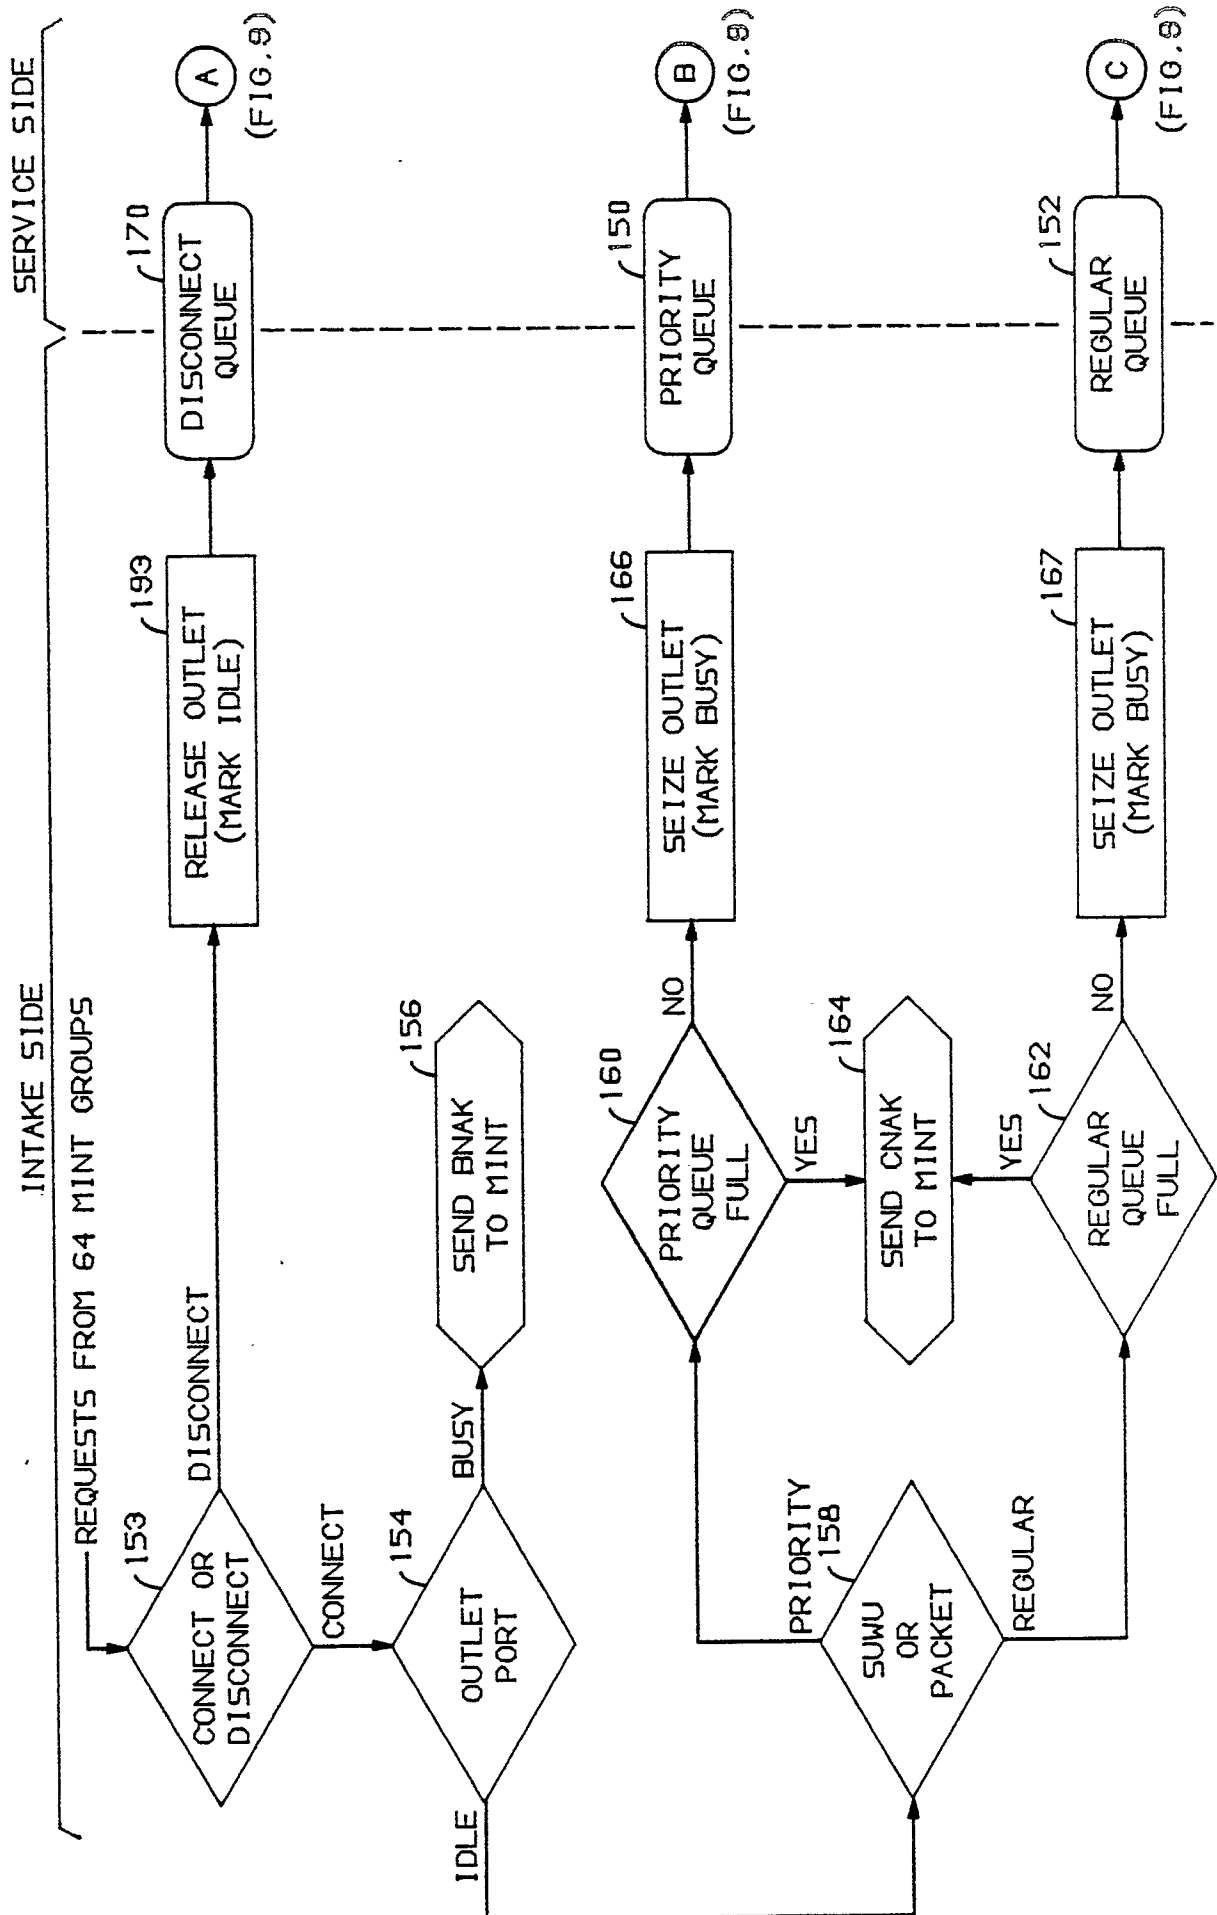 INTAKE SIDE
SERVICE SIDE
REQUESTS FROM 64 MINT GROUPS
153
CONNECT OR
DISCONNECT
DISCONNECT
CONNECT
193
RELEASE OUTLET
(MARK IDLE)
170
DISCONNECT
QUEUE
A
(FIG.9)
154
OUTLET
PORT
BUSY
IDLE
156
SEND BNAK
TO MINT
158
SUWU
OR
PACKET
PRIORITY
REGULAR
160
PRIORITY
QUEUE
FULL
NO
YES
166
SEIZE OUTLET
(MARK BUSY)
150
PRIORITY
QUEUE
B
(FIG.9)
164
SEND CNAK
TO MINT
162
REGULAR
QUEUE
FULL
YES
NO
167
SEIZE OUTLET
(MARK BUSY)
152
REGULAR
QUEUE
C
(FIG.9)